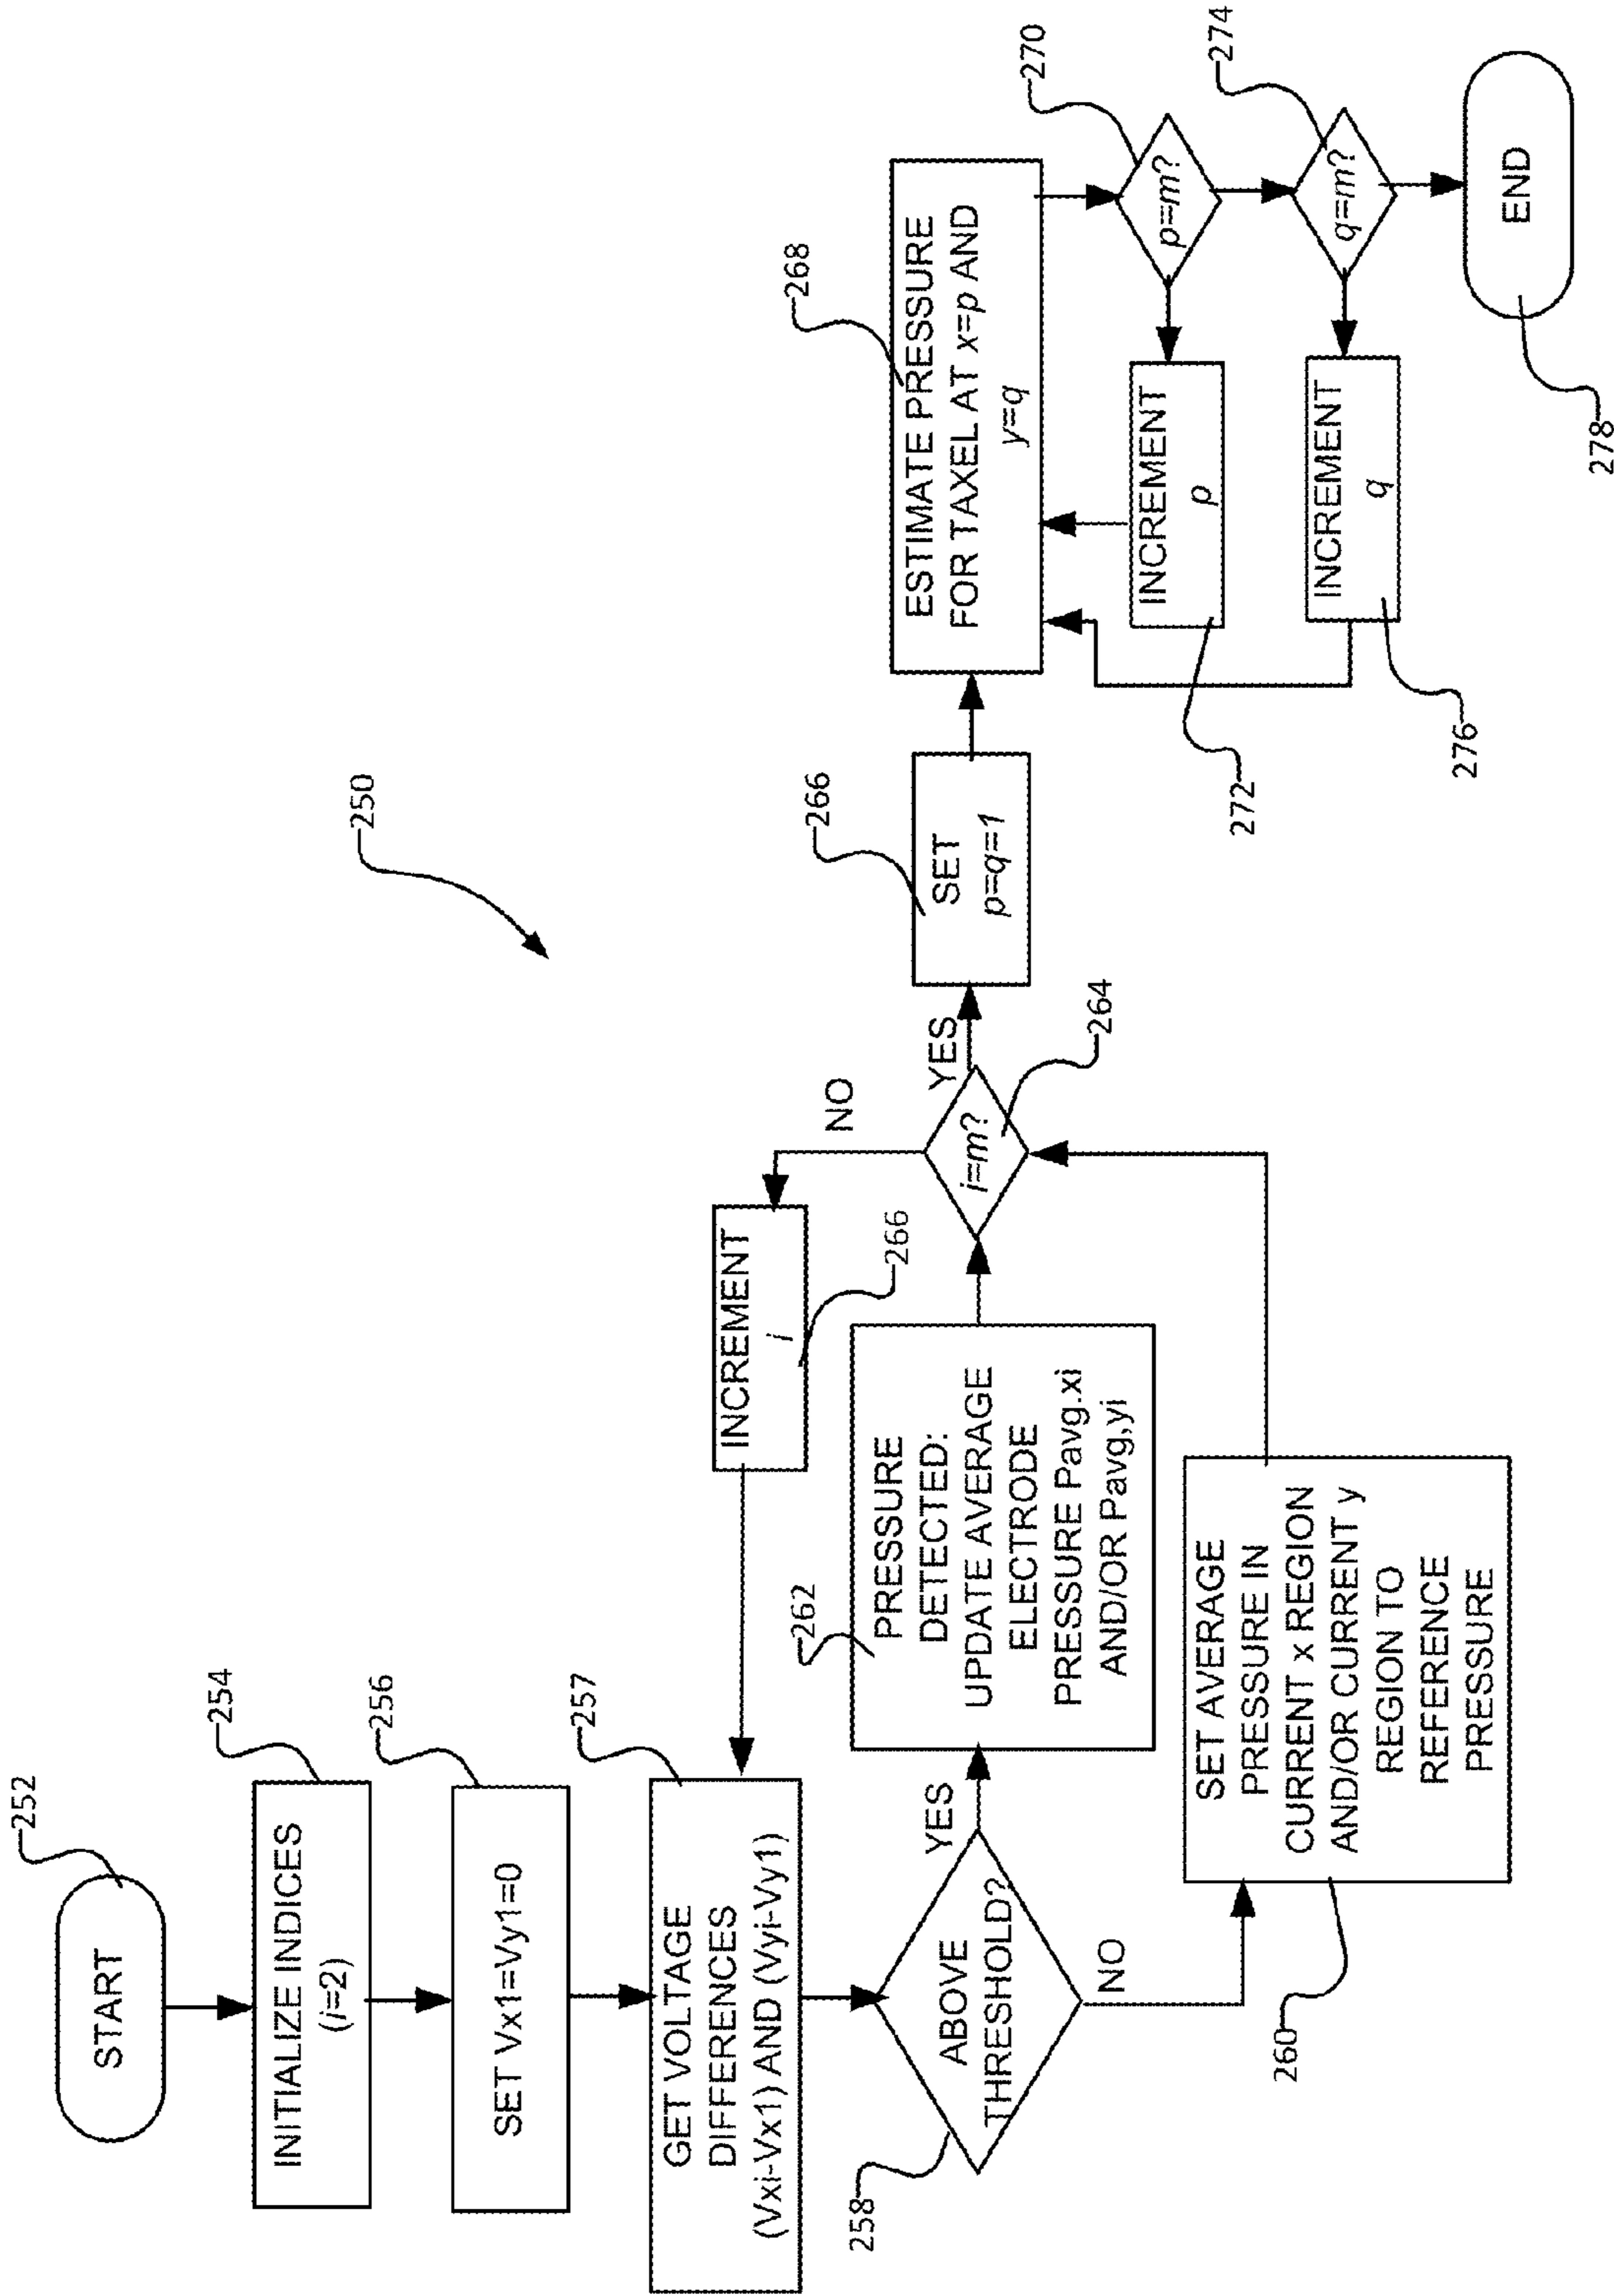 250
START
252
INITIALIZE INDICES
(i=2)
254
SET Vx1=Vy1=0
256
GET VOLTAGE
DIFFERENCES
(Vxi-Vx1) AND (Vyi-Vy1)
257
ABOVE
THRESHOLD?
258
YES
NO
PRESSURE
DETECTED:
UPDATE AVERAGE
ELECTRODE
PRESSURE Pavg.xi
AND/OR Pavg,yi
262
SET AVERAGE
PRESSURE IN
CURRENT x REGION
AND/OR CURRENT y
REGION TO
REFERENCE
PRESSURE
260
INCREMENT
i
266
i=m?
264
NO
YES
SET
p=q=1
266
ESTIMATE PRESSURE
FOR TAXEL AT x=p AND
y=q
268
p=m?
270
INCREMENT
p
272
q=m?
274
INCREMENT
q
276
END
278